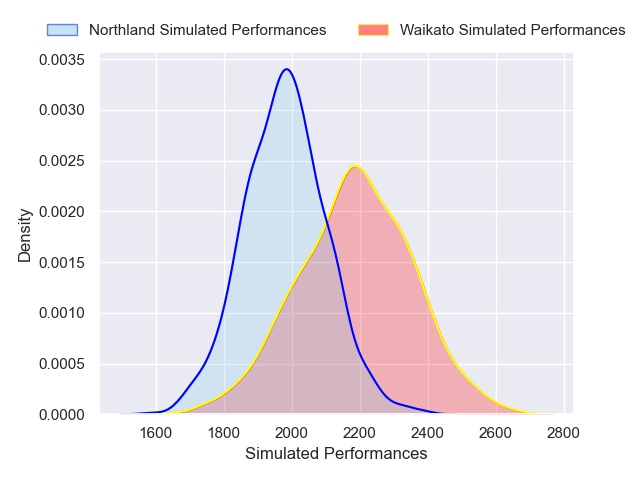 Northland Simulated Performances Waikato Simulated Performances
0.0035
0.0030
0.0025
0.0020
0.0015
0.0010
0.0005
0.0000
Density
1600 1800 2000 2200 2400 2600 2800
Simulated Performances